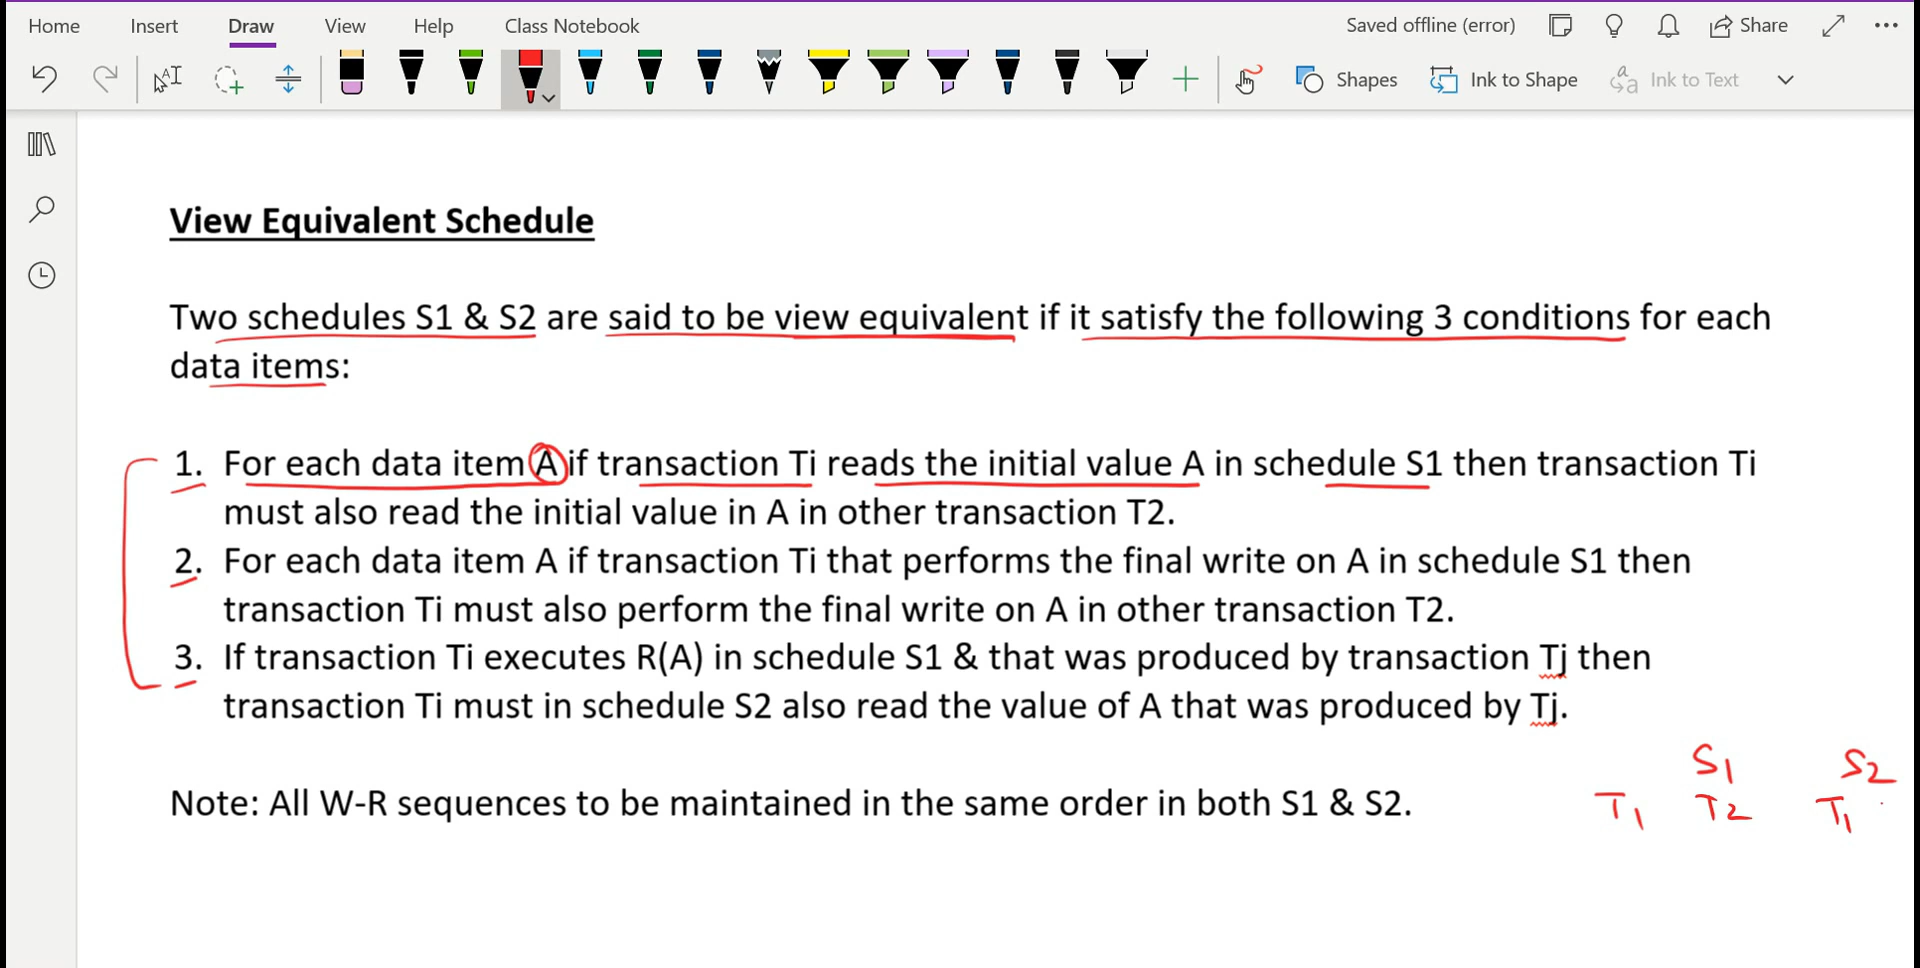 Home Insert Draw View Help Class Notebook Saved offline (error) Share
Shapes Ink to Shape Ink to Text
View Equivalent Schedule
Two schedules S1 & S2 are said to be view equivalent if it satisfy the following 3 conditions for each
data items:
1. For each data item A if transaction Ti reads the initial value A in schedule S1 then transaction Ti
must also read the initial value in A in other transaction T2.
2. For each data item A if transaction Ti that performs the final write on A in schedule S1 then
transaction Ti must also perform the final write on A in other transaction T2.
3. If transaction Ti executes R(A) in schedule S1 & that was produced by transaction Tj then
transaction Ti must in schedule S2 also read the value of A that was produced by Tj.
S1 S2
Note: All W-R sequences to be maintained in the same order in both S1 & S2.
T1 T2 T1